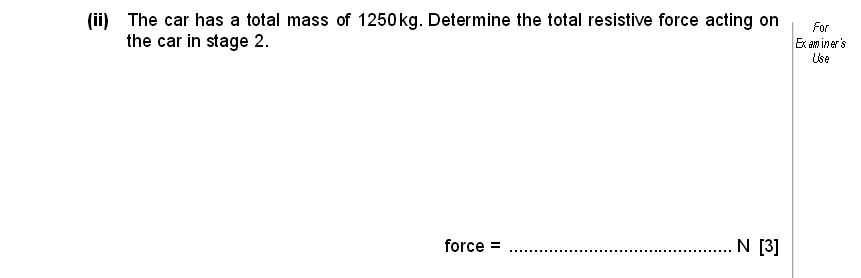 (ii) The car has a total mass of 1250 kg. Determine the total resistive force acting on
the car in stage 2.
For
Examiner's
Use
force = ............................................. N [3]